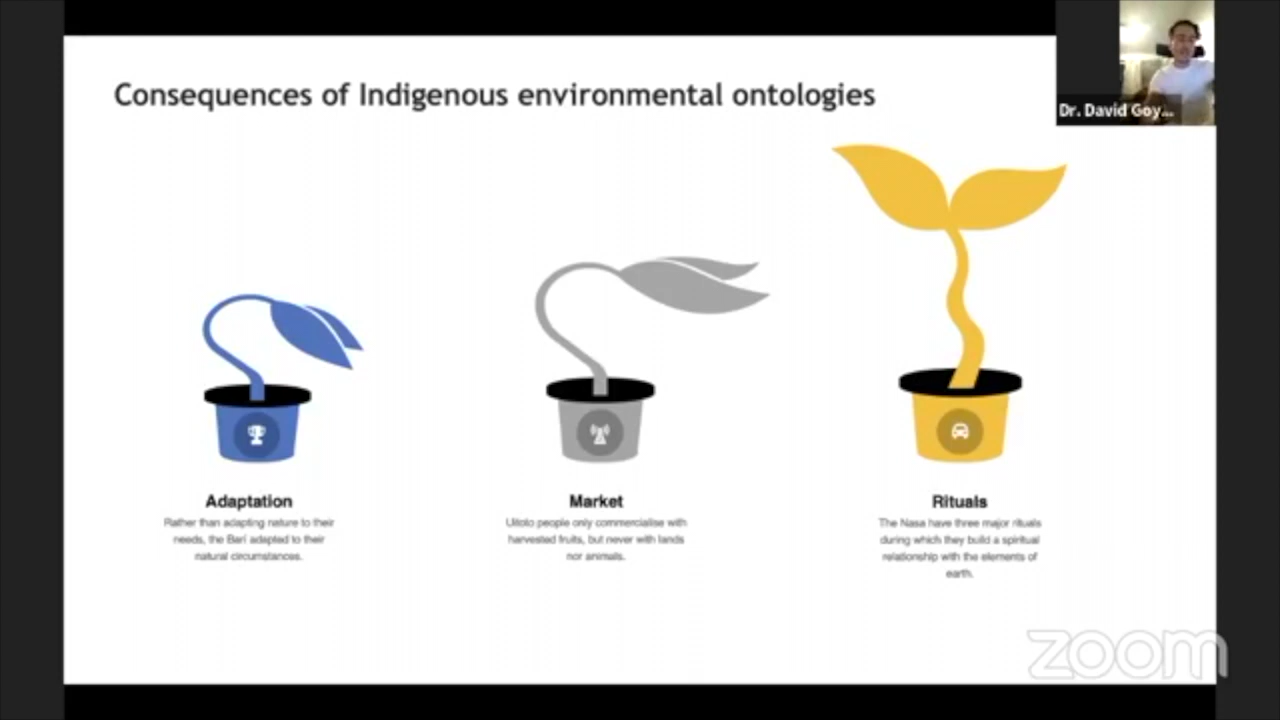 Consequences of Indigenous environmental ontologies
Dr. David Goy...
Adaptation
Rather than adapting nature to their
needs, the Barí adapted to their
natural circumstances.
Market
Uitoto people only commercialise with
harvested fruits, but never with lands
nor animals.
Rituals
The Nasa have three major rituals
during which they build a spiritual
relationship with the elements of
earth.
zoom